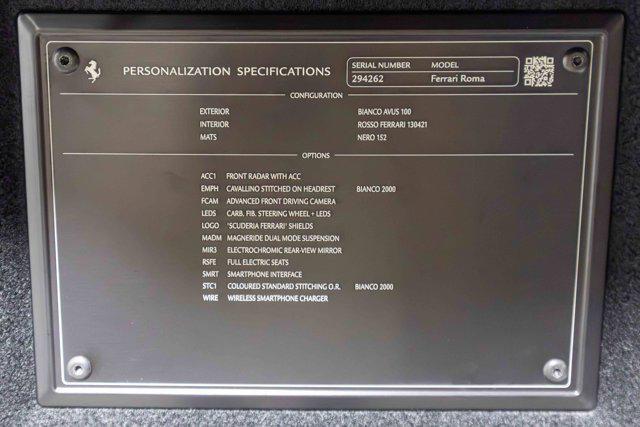 PERSONALIZATION SPECIFICATIONS
SERIAL NUMBER MODEL
294262 Ferrari Roma
CONFIGURATION
EXTERIOR BIANCO AVUS 100
INTERIOR ROSSO FERRARI 130421
MATS NERO 152
OPTIONS
ACC1 FRONT RADAR WITH ACC
EMPH CAVALLINO STITCHED ON HEADREST BIANCO 2000
FCAM ADVANCED FRONT DRIVING CAMERA
LEDS CARB. FIB. STEERING WHEEL + LEDS
LOGO 'SCUDERIA FERRARI' SHIELDS
MADM MAGNERIDE DUAL MODE SUSPENSION
MIR3 ELECTROCHROMIC REAR-VIEW MIRROR
RSFE FULL ELECTRIC SEATS
SMRT SMARTPHONE INTERFACE
STC1 COLOURED STANDARD STITCHING O.R. BIANCO 2000
WIRE WIRELESS SMARTPHONE CHARGER